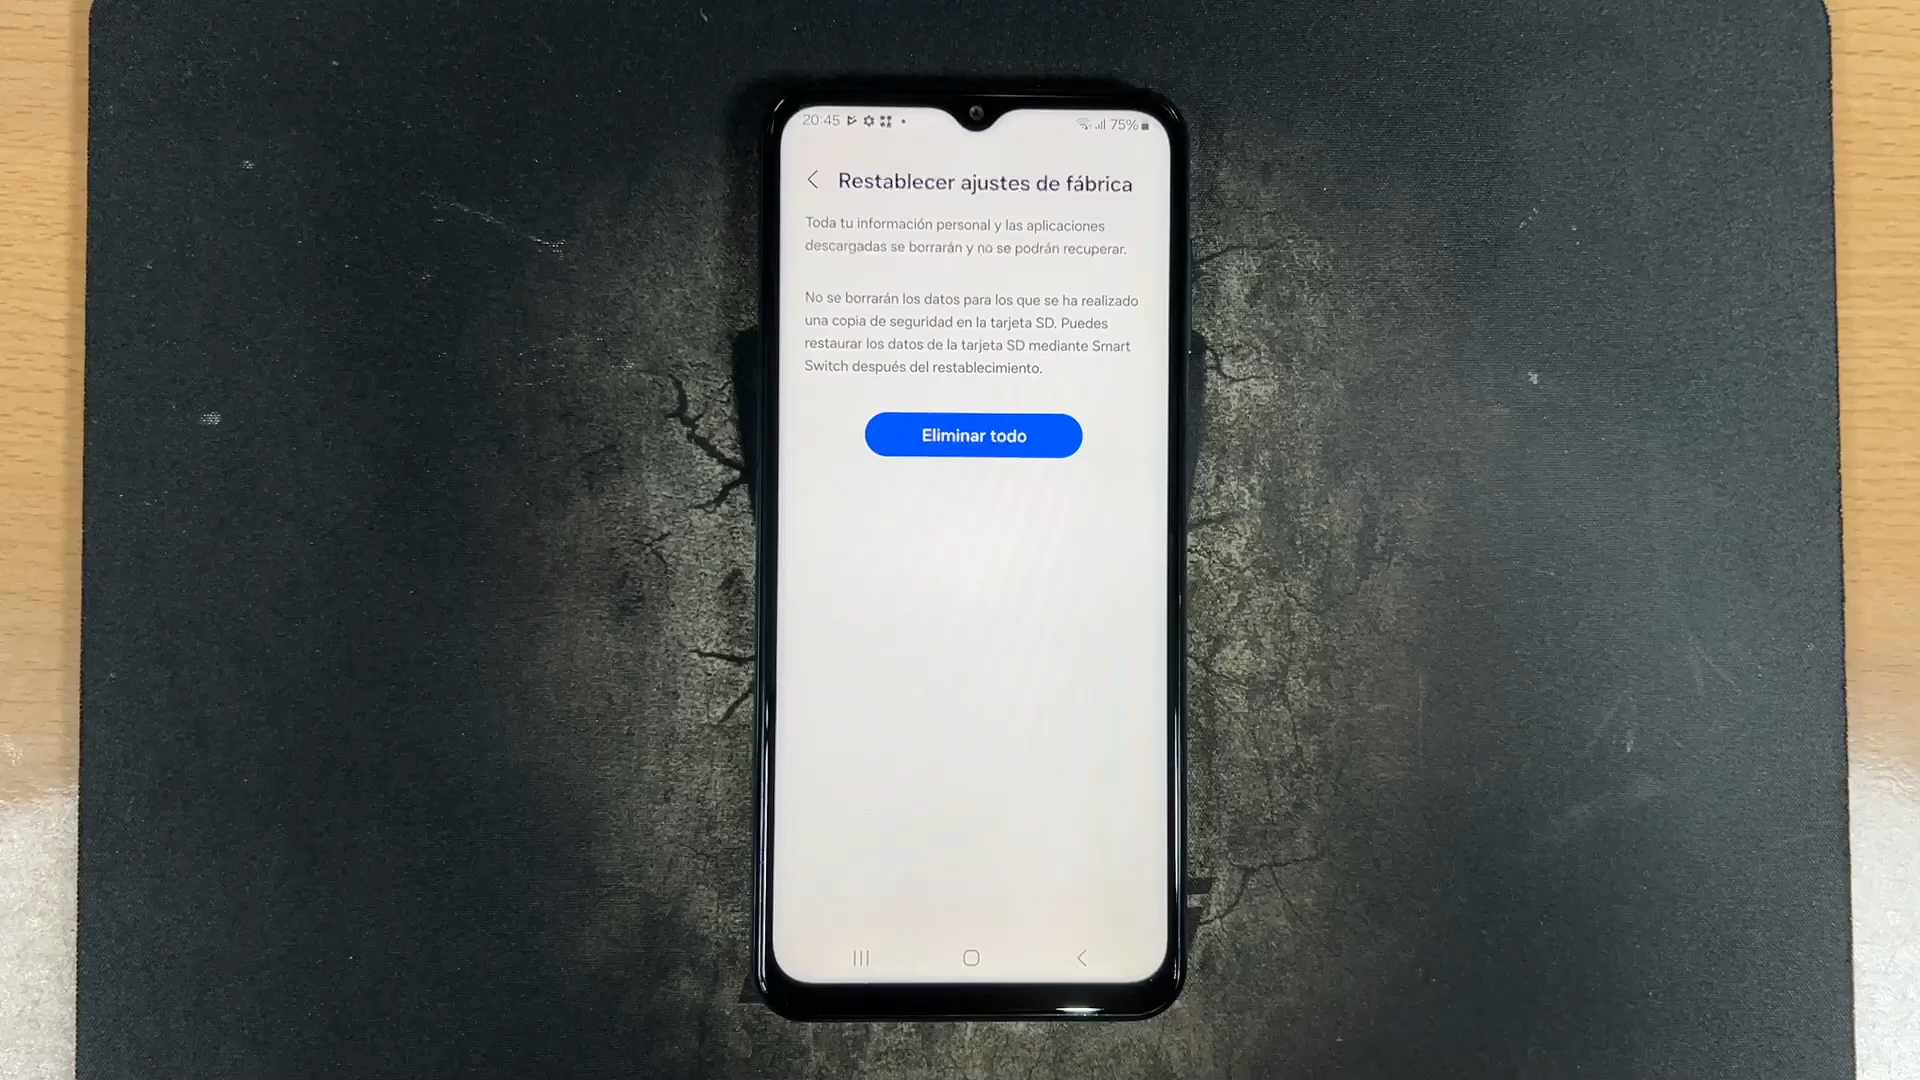 20:45 75%
Restablecer ajustes de fábrica
Toda tu información personal y las aplicaciones
descargadas se borrarán y no se podrán recuperar.
No se borrarán los datos para los que se ha realizado
una copia de seguridad en la tarjeta SD. Puedes
restaurar los datos de la tarjeta SD mediante Smart
Switch después del restablecimiento.
Eliminar todo